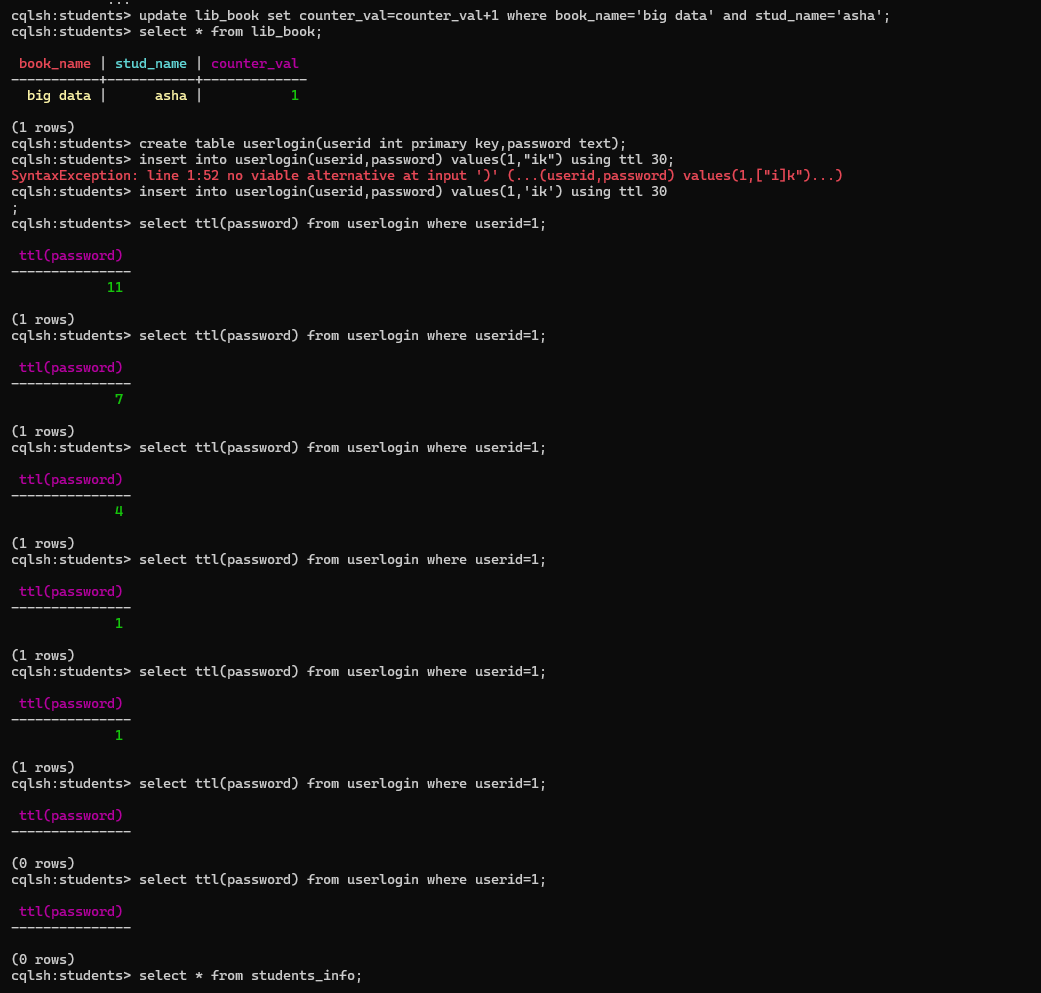 ...
cqlsh:students> update lib_book set counter_val=counter_val+1 where book_name='big data' and stud_name='asha';
cqlsh:students> select * from lib_book;
book_name | stud_name | counter_val
-----------+-----------+-------------
big data | asha | 1
(1 rows)
cqlsh:students> create table userlogin(userid int primary key,password text);
cqlsh:students> insert into userlogin(userid,password) values(1,"ik") using ttl 30;
SyntaxException: line 1:52 no viable alternative at input ')' (...(userid,password) values(1,["i]k")...)
cqlsh:students> insert into userlogin(userid,password) values(1,'ik') using ttl 30
;
cqlsh:students> select ttl(password) from userlogin where userid=1;
ttl(password)
---------------
11
(1 rows)
cqlsh:students> select ttl(password) from userlogin where userid=1;
ttl(password)
---------------
7
(1 rows)
cqlsh:students> select ttl(password) from userlogin where userid=1;
ttl(password)
---------------
4
(1 rows)
cqlsh:students> select ttl(password) from userlogin where userid=1;
ttl(password)
---------------
1
(1 rows)
cqlsh:students> select ttl(password) from userlogin where userid=1;
ttl(password)
---------------
1
(1 rows)
cqlsh:students> select ttl(password) from userlogin where userid=1;
ttl(password)
---------------
(0 rows)
cqlsh:students> select ttl(password) from userlogin where userid=1;
ttl(password)
---------------
(0 rows)
cqlsh:students> select * from students_info;